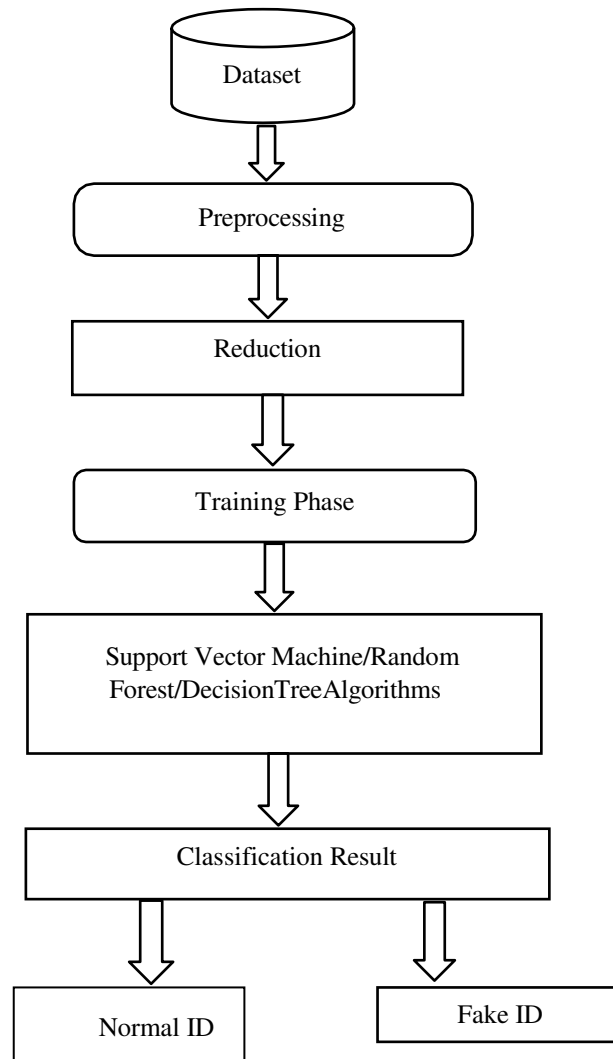 Dataset
Preprocessing
Reduction
Training Phase
Support Vector Machine/Random
Forest/DecisionTreeAlgorithms
Classification Result
Normal ID
Fake ID